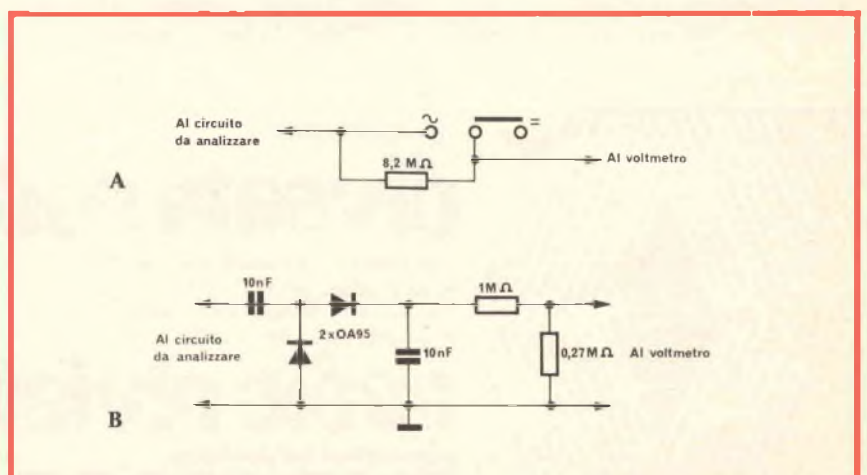 Al circuito
da analizzare
~
=
8,2 MΩ
Al voltmetro
A
10nF
1MΩ
Al circuito
da analizzare
2xOA95
10nF
0,27MΩ
Al voltmetro
B